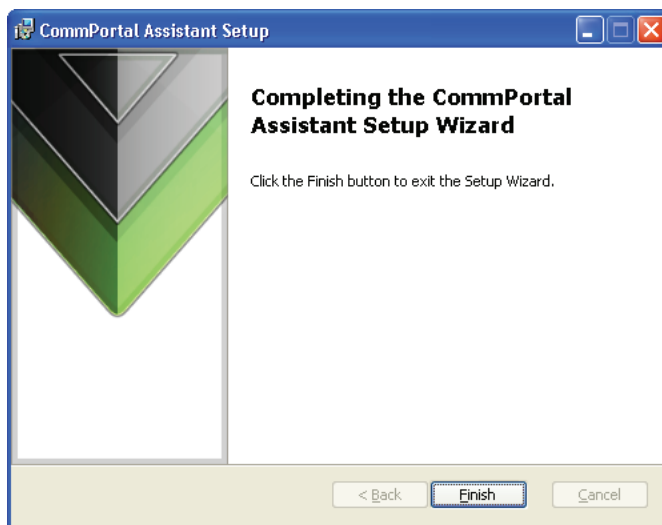 CommPortal Assistant Setup
Completing the CommPortal
Assistant Setup Wizard
Click the Finish button to exit the Setup Wizard.
< Back
Finish
Cancel